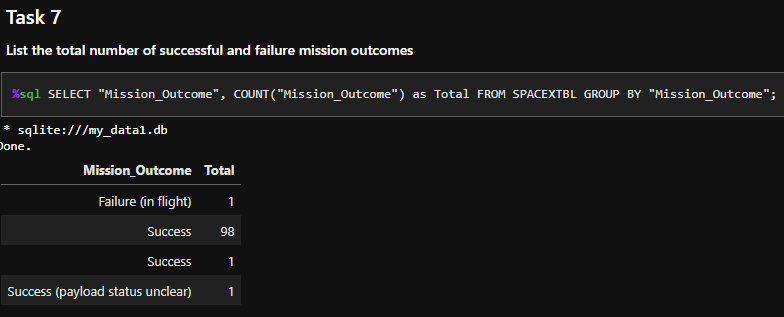 Task 7
List the total number of successful and failure mission outcomes
%sql SELECT "Mission_Outcome", COUNT("Mission_Outcome") as Total FROM SPACEXTBL GROUP BY "Mission_Outcome";
* sqlite:///my_data1.db
Done.
Mission_Outcome Total
Failure (in flight) 1
Success 98
Success 1
Success (payload status unclear) 1